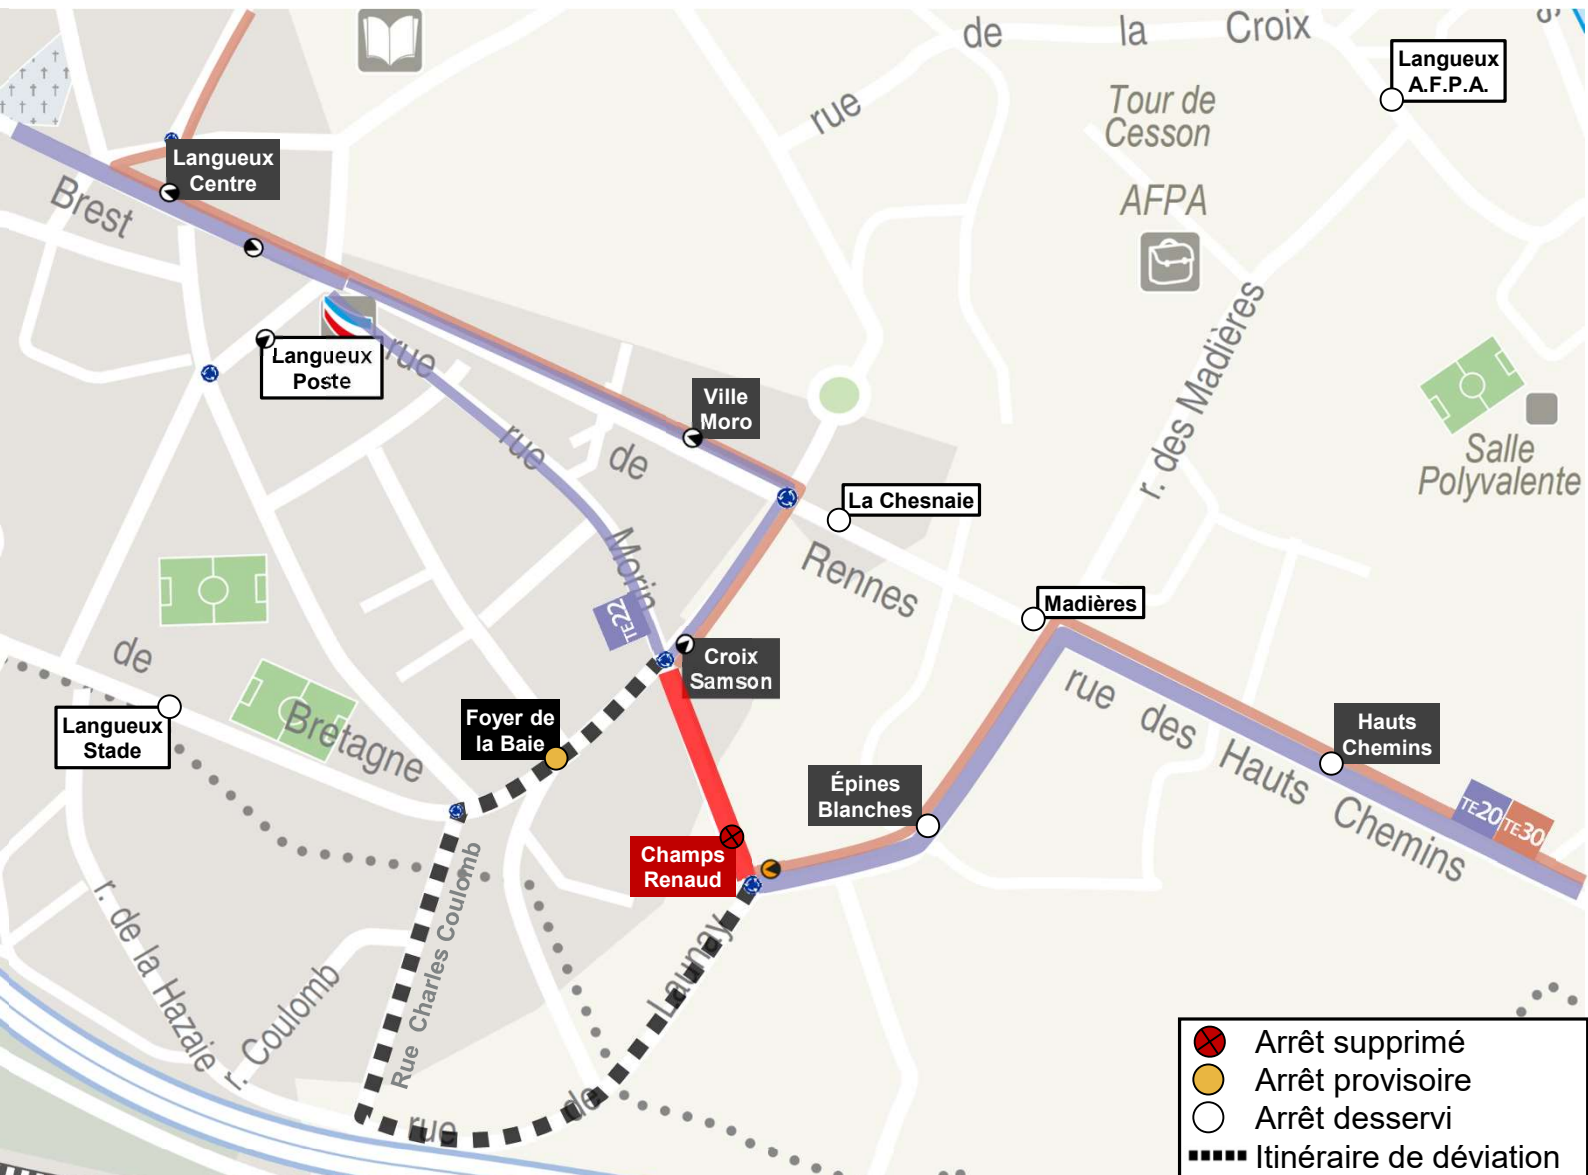 de la Croix
Langueux
A.F.P.A.
rue
Tour de
Cesson
Langueux
Centre
Brest
AFPA
r. des Madières
Langueux
Poste
rue
Ville
Moro
rue
de
Salle
Polyvalente
La Chesnaie
Rennes
Morin
TE22
Madières
de
Croix
Samson
rue des Hauts Chemins
Langueux
Stade
Bretagne
Foyer de
la Baie
Hauts
Chemins
Épines
Blanches
TE20 TE30
Champs
Renaud
Rue Charles Coulomb
r. de la Hazaie
r. Coulomb
rue de Launay
Arrêt supprimé
Arrêt provisoire
Arrêt desservi
Itinéraire de déviation